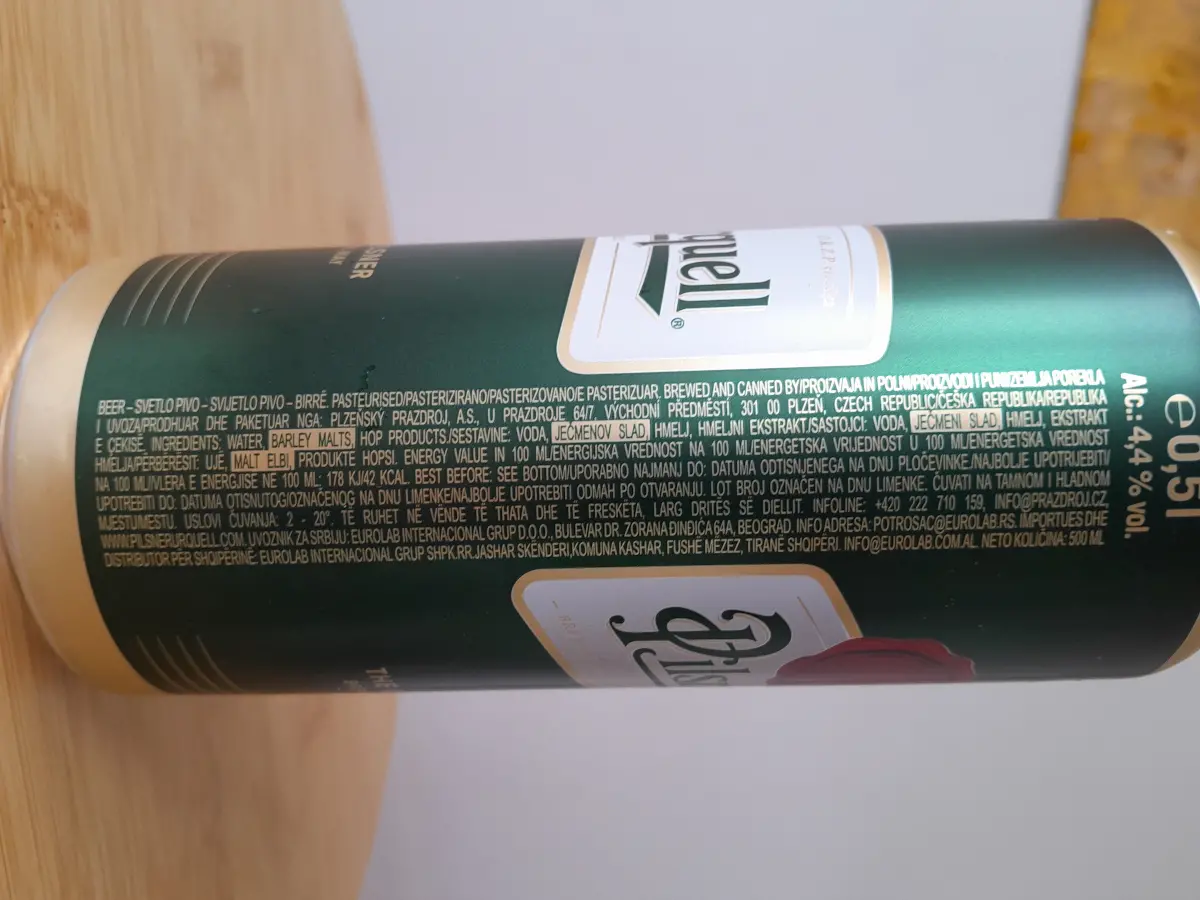 BEER – SVETLO PIVO – SVIJETLO PIVO – BIRRË. PASTEURISED/PASTERIZIRANO/PASTERIZOVANO/E PASTERIZUAR. BREWED AND CANNED BY/PROIZVAJA IN POLNI/PROIZVODI I PUNI/ZEMLJA POREKLA
I UVOZA/PRODHUAR DHE PAKETUAR NGA: PLZEŇSKÝ PRAZDROJ, A.S., U PRAZDROJE 64/7, VÝCHODNÍ PŘEDMĚSTÍ, 301 00 PLZEŇ, CZECH REPUBLIC/ČEŠKA REPUBLIKA/REPUBLIKA
E ÇEKISË. INGREDIENTS: WATER, BARLEY MALTS, HOP PRODUCTS/SESTAVINE: VODA, JEČMENOV SLAD, HMELJ, HMELJNI EKSTRAKT/SASTOJCI: VODA, JEČMENI SLAD, HMELJ, EKSTRAKT
HMELJA/PËRBËRËSIT: UJË, MALT ELBI, PRODUKTE HOPSI. ENERGY VALUE IN 100 ML/ENERGIJSKA VREDNOST NA 100 ML/ENERGETSKA VRIJEDNOST U 100 ML/ENERGETSKA VREDNOST
NA 100 ML/VLERA E ENERGJISË NË 100 ML: 178 KJ/42 KCAL. BEST BEFORE: SEE BOTTOM/UPORABNO NAJMANJ DO: DATUMA ODTISNJENEGA NA DNU PLOČEVINKE./NAJBOLJE UPOTRIJEBITI/
UPOTREBITI DO: DATUMA OTISNUTOG/OZNAČENOG NA DNU LIMENKE/NAJBOLJE UPOTREBITI ODMAH PO OTVARANJU. LOT BROJ OZNAČEN NA DNU LIMENKE. ČUVATI NA TAMNOM I HLADNOM
MJESTU/MESTU. USLOVI ČUVANJA: 2 - 20°. TË RUHET NË VENDE TË THATA DHE TË FRESKËTA, LARG DRITËS SË DIELLIT. INFOLINE: +420 222 710 159, INFO@PRAZDROJ.CZ,
WWW.PILSNERURQUELL.COM. UVOZNIK ZA SRBIJU: EUROLAB INTERNACIONAL GRUP D.O.O., BULEVAR DR. ZORANA ĐINĐIĆA 64A, BEOGRAD. INFO ADRESA: POTROSAC@EUROLAB.RS. IMPORTUES DHE
DISTRIBUTOR PËR SHQIPËRINË: EUROLAB INTERNACIONAL GRUP SHPK.RR.JASHAR SKENDERI,KOMUNA KASHAR, FUSHË MËZEZ, TIRANË SHQIPËRI. INFO@EUROLAB.COM.AL. NETO KOLIČINA: 500 ML
Alc.: 4,4 % vol.
e 0,5l
quell®
SNER
WAY
Pils
THE